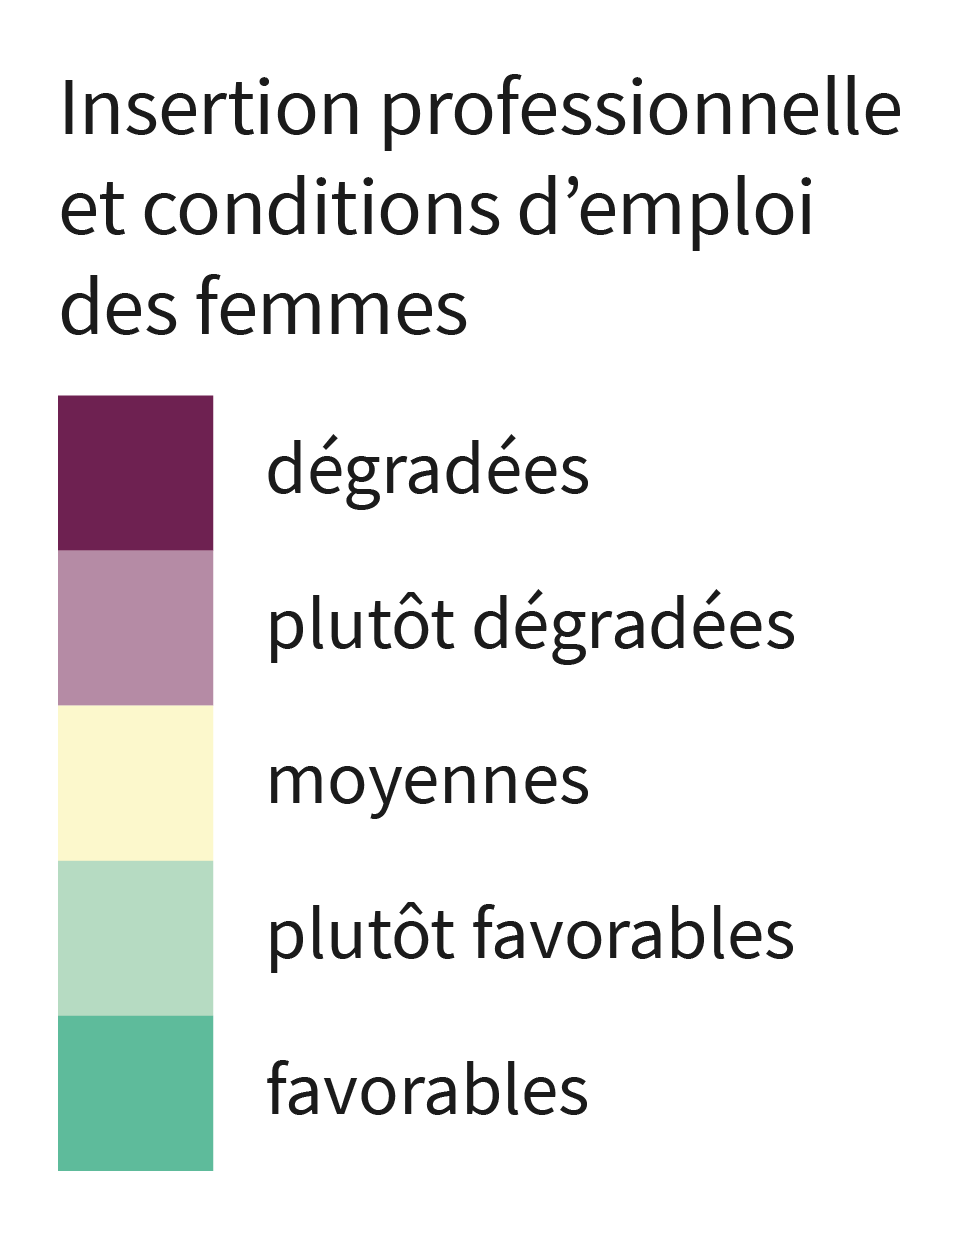 Insertion professionnelle
et conditions d’emploi
des femmes
dégradées
plutôt dégradées
moyennes
plutôt favorables
favorables